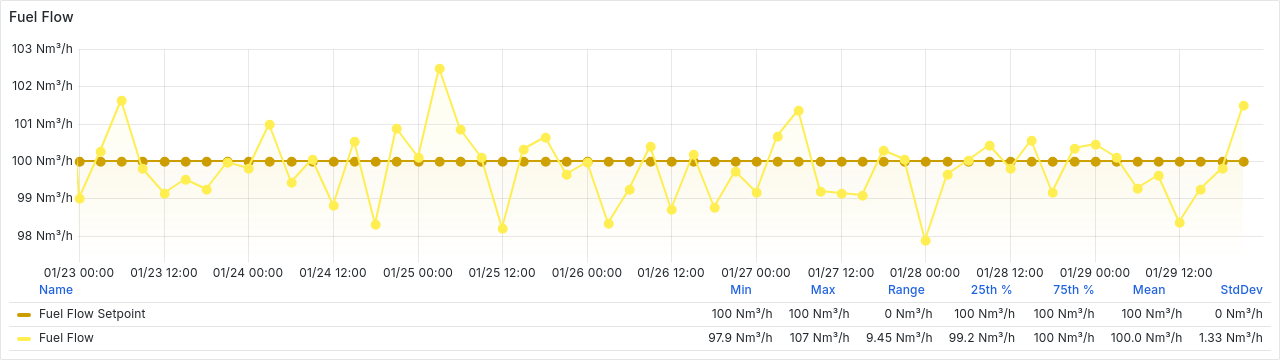 Fuel Flow
103 Nm³/h
102 Nm³/h
101 Nm³/h
100 Nm³/h
99 Nm³/h
98 Nm³/h
01/23 00:00 01/23 12:00 01/24 00:00 01/24 12:00 01/25 00:00 01/25 12:00 01/26 00:00 01/26 12:00 01/27 00:00 01/27 12:00 01/28 00:00 01/28 12:00 01/29 00:00 01/29 12:00
Name Min Max Range 25th % 75th % Mean StdDev
Fuel Flow Setpoint 100 Nm³/h 100 Nm³/h 0 Nm³/h 100 Nm³/h 100 Nm³/h 100 Nm³/h 0 Nm³/h
Fuel Flow 97.9 Nm³/h 107 Nm³/h 9.45 Nm³/h 99.2 Nm³/h 100 Nm³/h 100.0 Nm³/h 1.33 Nm³/h